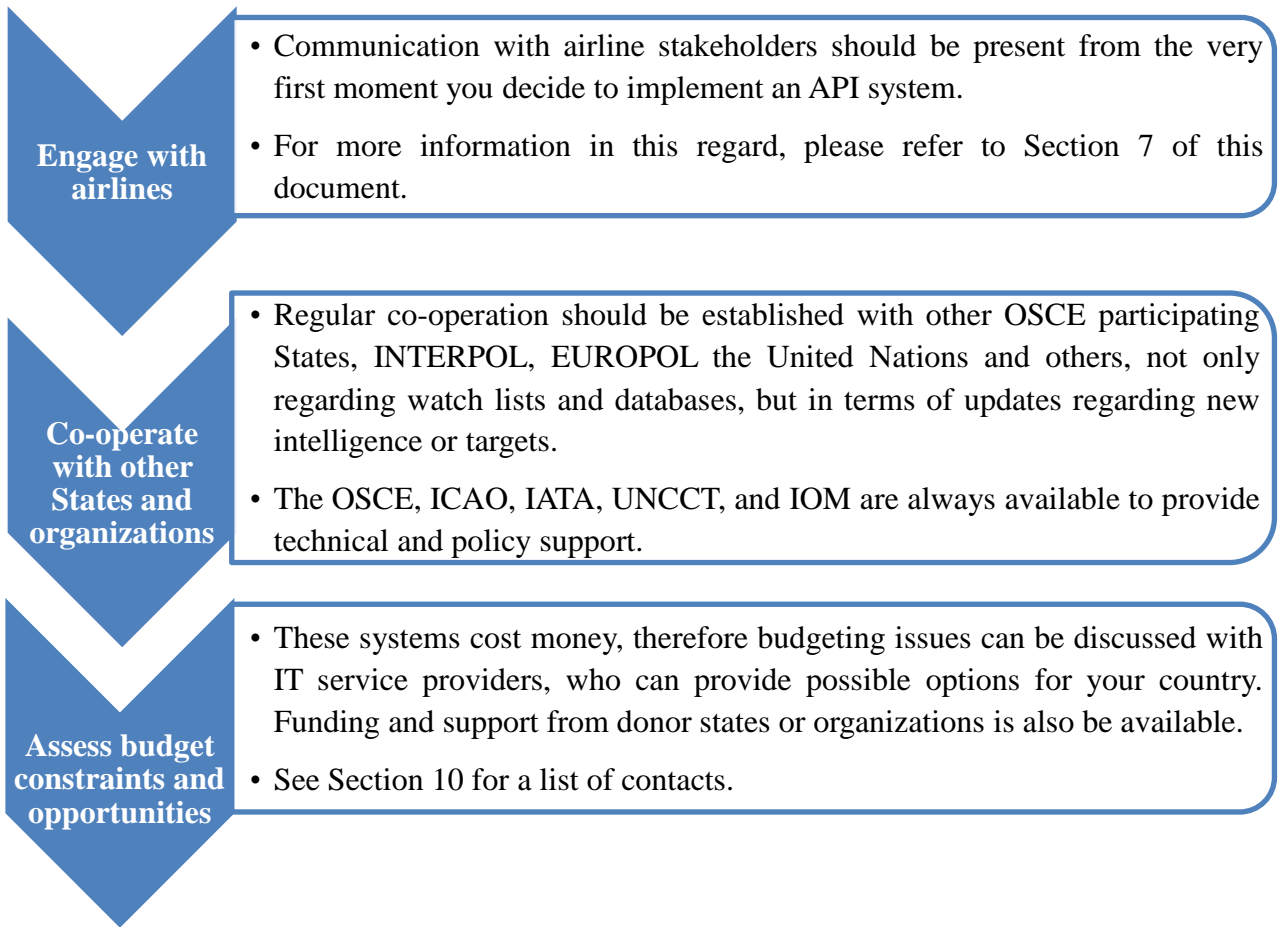 Engage with
airlines
• Communication with airline stakeholders should be present from the very
first moment you decide to implement an API system.
• For more information in this regard, please refer to Section 7 of this
document.
Co-operate
with other
States and
organizations
• Regular co-operation should be established with other OSCE participating
States, INTERPOL, EUROPOL the United Nations and others, not only
regarding watch lists and databases, but in terms of updates regarding new
intelligence or targets.
• The OSCE, ICAO, IATA, UNCCT, and IOM are always available to provide
technical and policy support.
Assess budget
constraints and
opportunities
• These systems cost money, therefore budgeting issues can be discussed with
IT service providers, who can provide possible options for your country.
Funding and support from donor states or organizations is also be available.
• See Section 10 for a list of contacts.